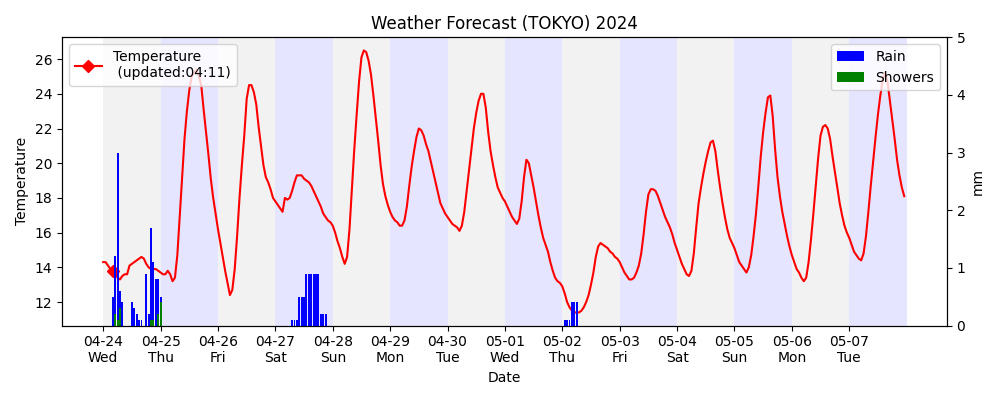 Weather Forecast (TOKYO) 2024
Temperature
(updated:04:11)
Rain
Showers
Temperature
26
24
22
20
18
16
14
12
5
4
3
2
1
0
mm
04-24 04-25 04-26 04-27 04-28 04-29 04-30 05-01 05-02 05-03 05-04 05-05 05-06 05-07
Wed Thu Fri Sat Sun Mon Tue Wed Thu Fri Sat Sun Mon Tue
Date